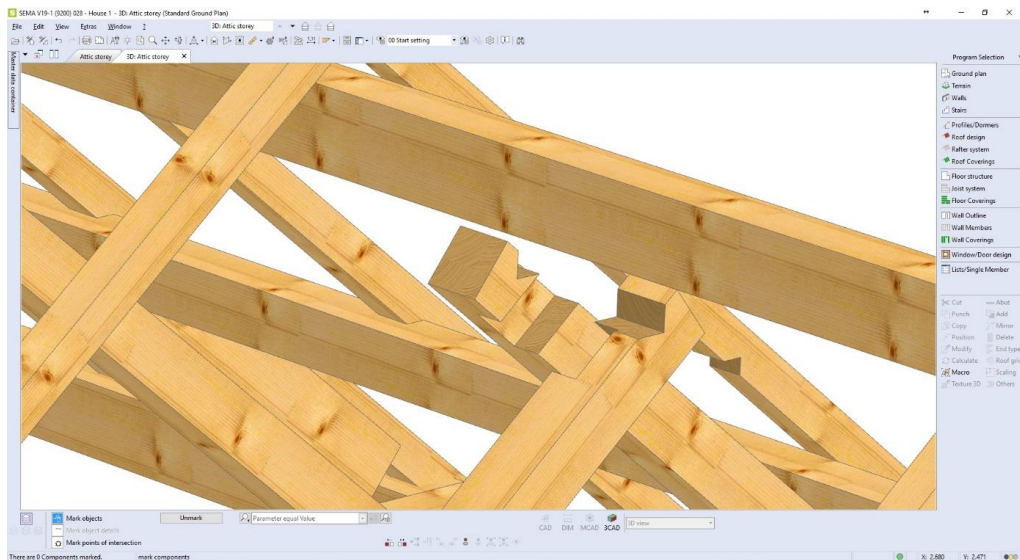 SEMA V19-1 (9200) 020 - House 1 - 3D: Attic storey (Standard Ground Plan)
File Edit View Extras Window ?
3D: Attic storey
00 Start setting
Attic storey 3D: Attic storey
Master data container
Program Selection
Ground plan
Terrain
Walls
Stairs
Profiles/Dormers
Roof design
Rafter system
Roof Coverings
Floor structure
Joist system
Floor Coverings
Wall Outline
Wall Members
Wall Coverings
Window/Door design
Lists/Single Member
Cut Abut
Punch Add
Copy Mirror
Position Delete
Modify End type
Calculate Roof gri
Macro Scaling
Texture 3D Others
Mark objects Unmark Parameter equal Value
Mark object details
Mark points of intersection
CAD DIM MCAD 3CAD 3D view
There are 0 Components marked. mark components X: 2.680 Y: 2.471